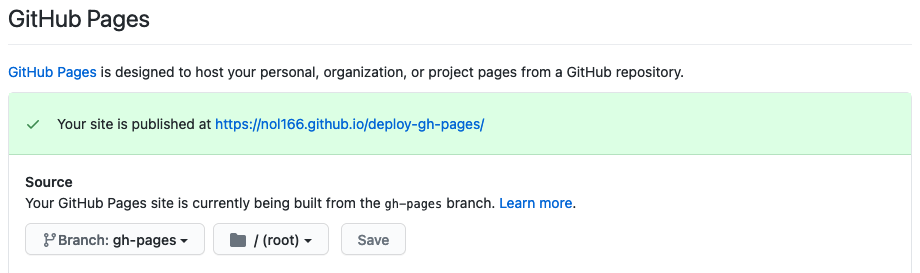 GitHub Pages
GitHub Pages is designed to host your personal, organization, or project pages from a GitHub repository.
Your site is published at https://nol166.github.io/deploy-gh-pages/
Source
Your GitHub Pages site is currently being built from the gh-pages branch. Learn more.
Branch: gh-pages / (root) Save